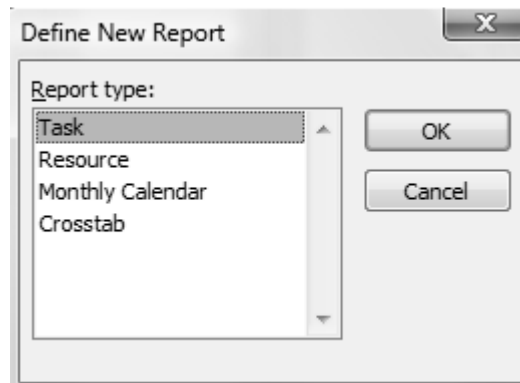 Define New Report
Report type:
Task
Resource
Monthly Calendar
Crosstab
OK
Cancel